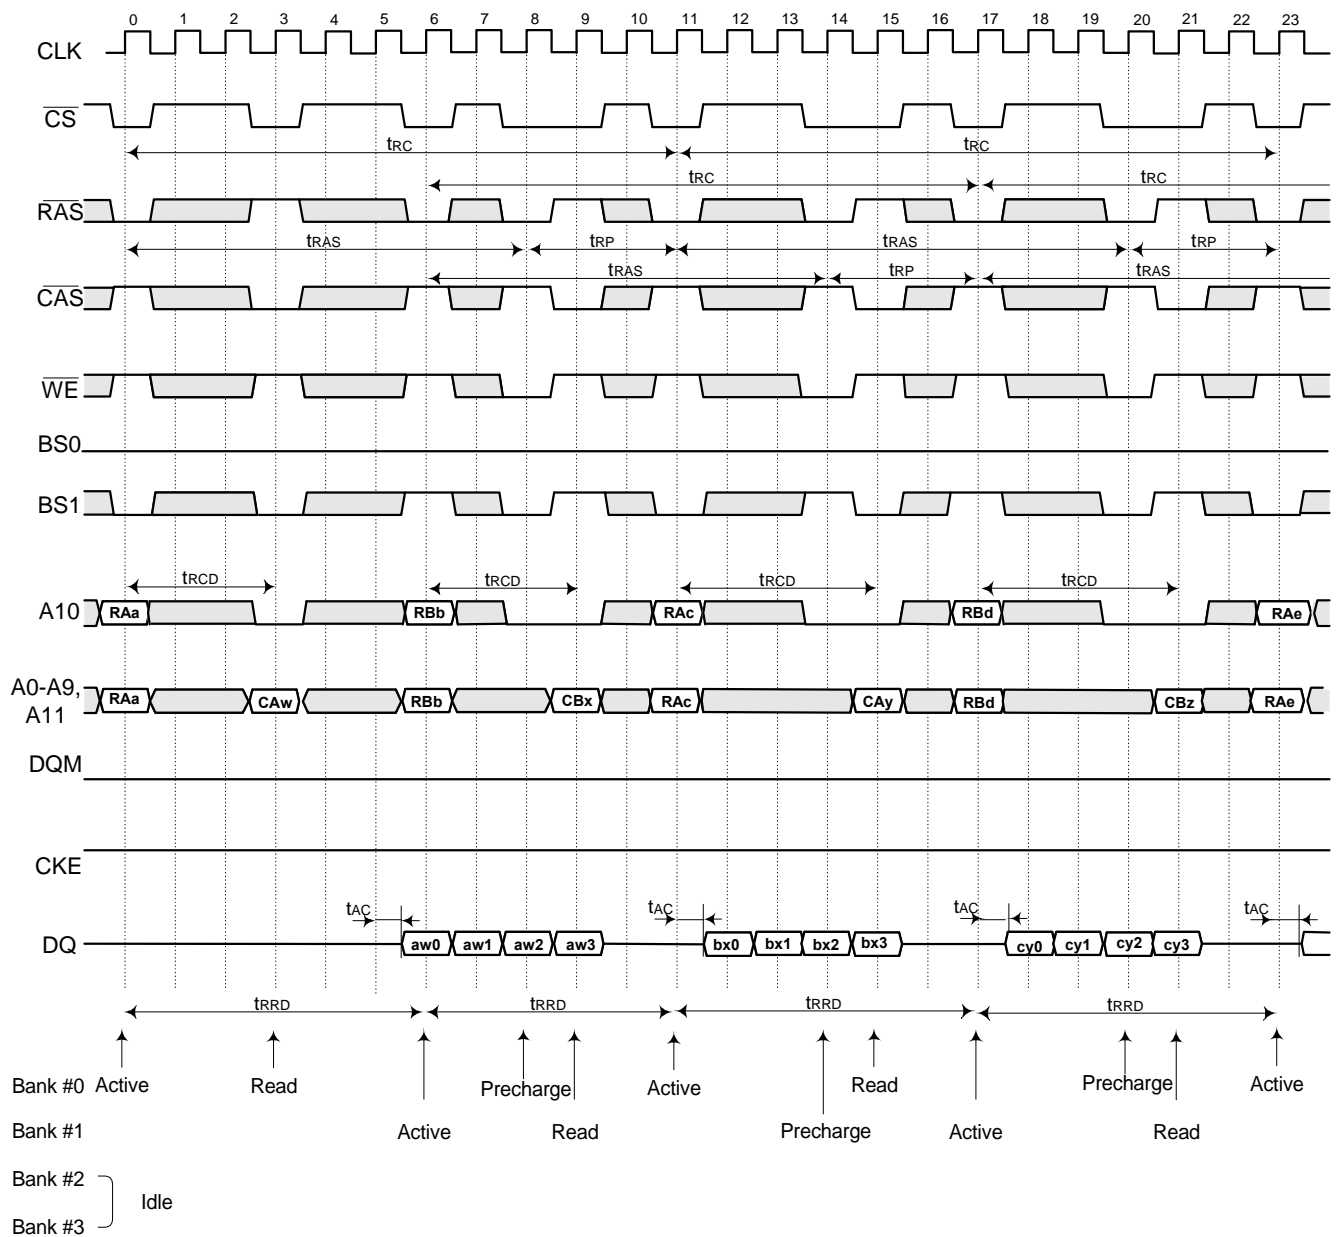 0 1 2 3 4 5 6 7 8 9 10 11 12 13 14 15 16 17 18 19 20 21 22 23
CLK
CS
tRC tRC
tRC tRC
RAS
tRAS tRP tRAS tRP
tRAS tRP tRAS
CAS
WE
BS0
BS1
tRCD tRCD tRCD tRCD
A10 RAa RBb RAc RBd RAe
A0-A9,
A11 RAa CAw RBb CBx RAc CAy RBd CBz RAe
DQM
CKE
tAC tAC tAC tAC
DQ aw0 aw1 aw2 aw3 bx0 bx1 bx2 bx3 cy0 cy1 cy2 cy3
tRRD tRRD tRRD tRRD
Bank #0 Active Read Precharge Active Read Precharge Active
Bank #1 Active Read Precharge Active Read
Bank #2
Idle
Bank #3